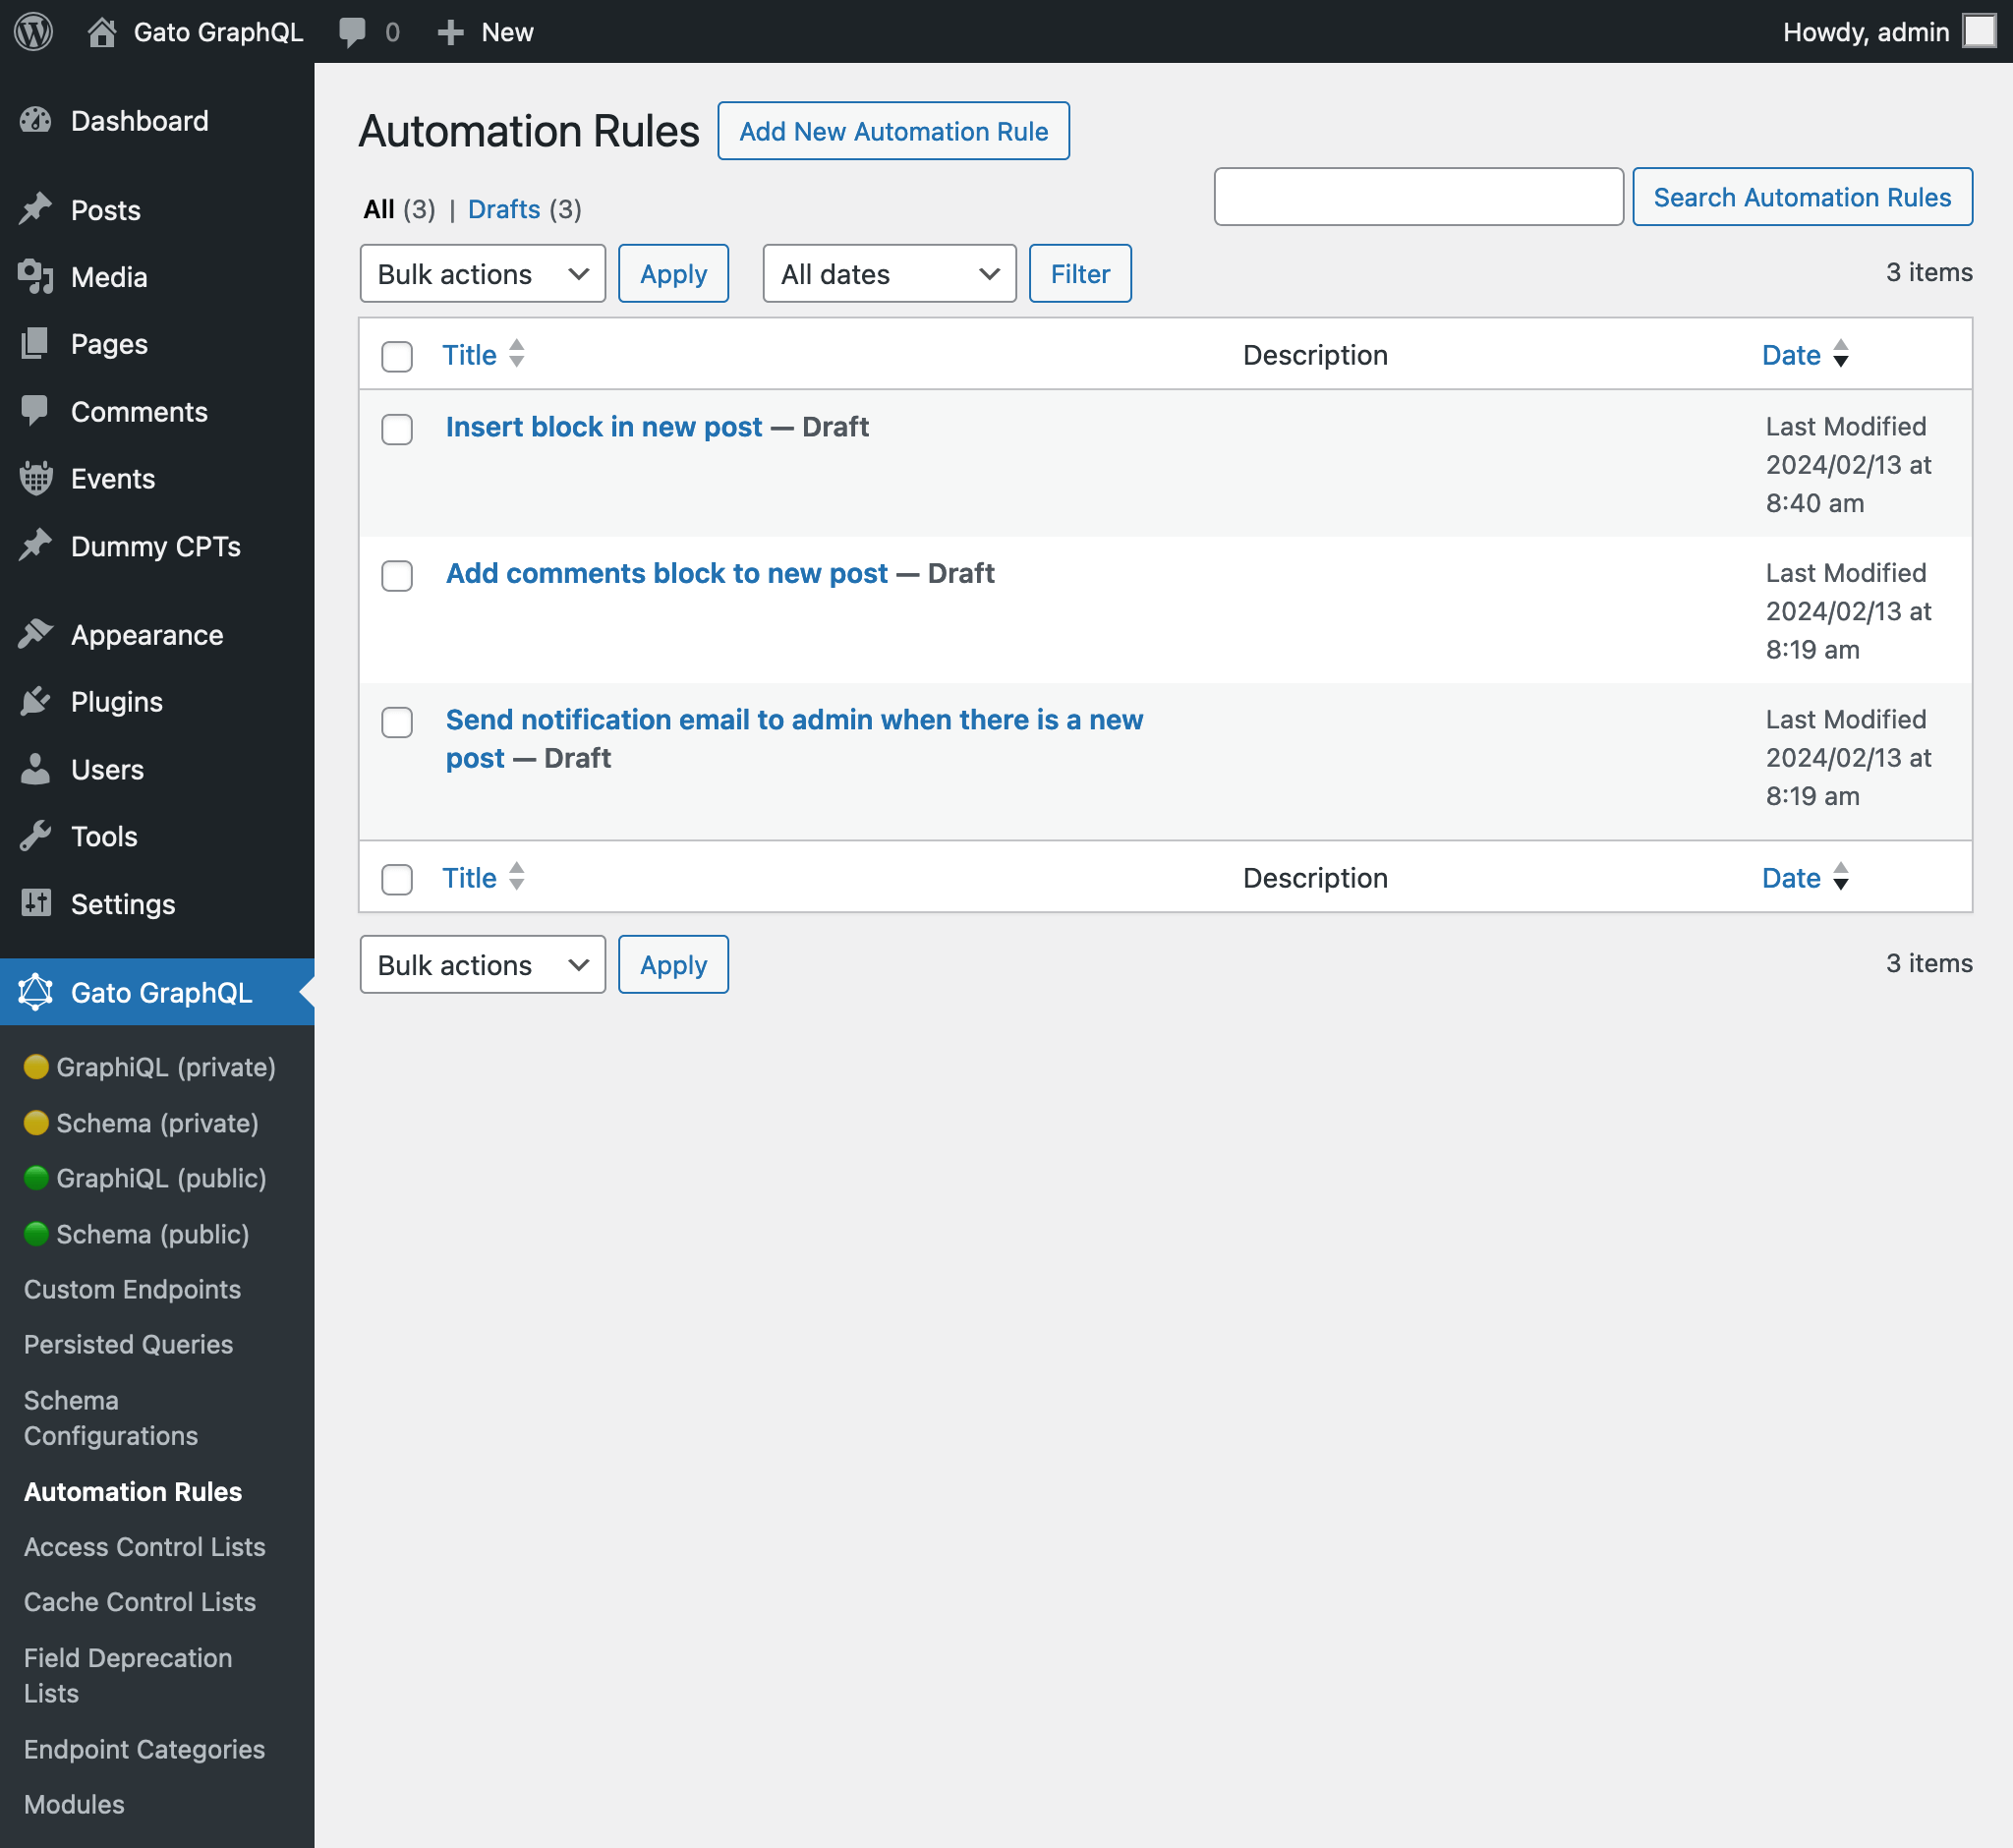 Gato GraphQL 0 New Howdy, admin
Dashboard
Posts
Media
Pages
Comments
Events
Dummy CPTs
Appearance
Plugins
Users
Tools
Settings
Gato GraphQL
GraphiQL (private)
Schema (private)
GraphiQL (public)
Schema (public)
Custom Endpoints
Persisted Queries
Schema
Configurations
Automation Rules
Access Control Lists
Cache Control Lists
Field Deprecation
Lists
Endpoint Categories
Modules
Automation Rules Add New Automation Rule
All (3) | Drafts (3)
Search Automation Rules
Bulk actions Apply All dates Filter 3 items
Title Description Date
Insert block in new post — Draft
Last Modified
2024/02/13 at
8:40 am
Add comments block to new post — Draft
Last Modified
2024/02/13 at
8:19 am
Send notification email to admin when there is a new
post — Draft
Last Modified
2024/02/13 at
8:19 am
Title Description Date
Bulk actions Apply 3 items